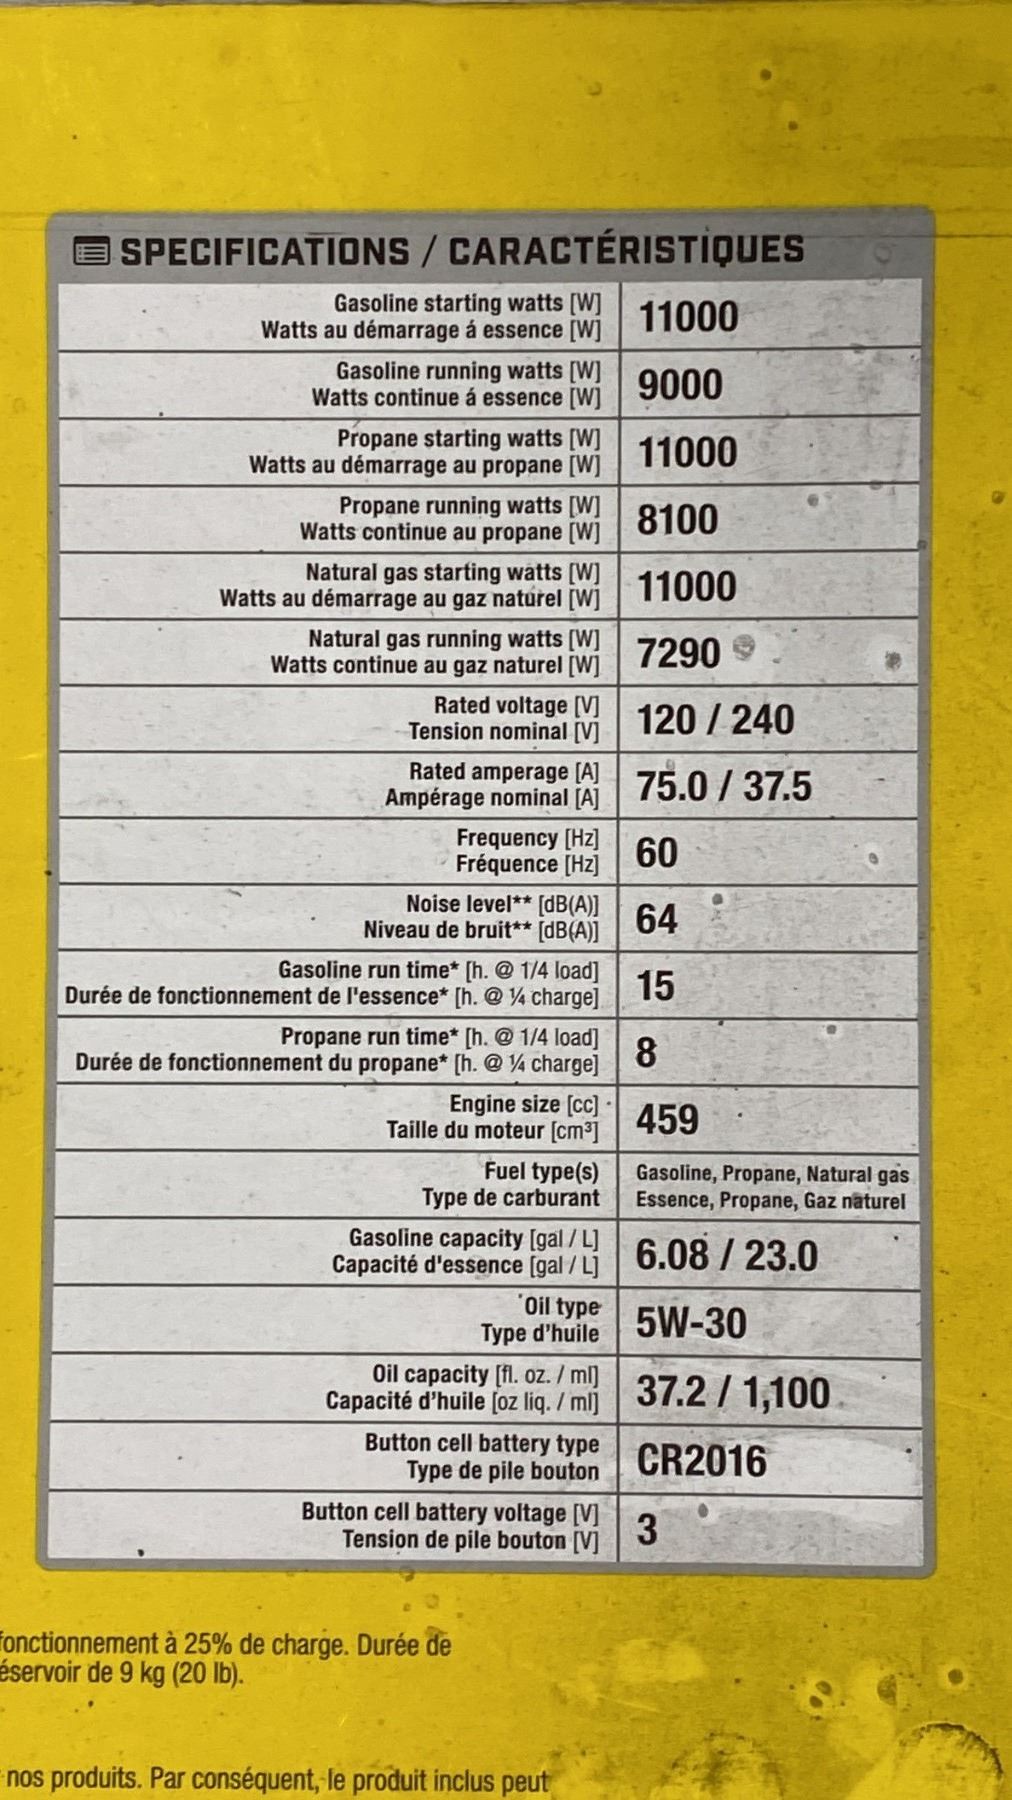 SPECIFICATIONS / CARACTÉRISTIQUES
Gasoline starting watts [W]
Watts au démarrage á essence [W]
11000
Gasoline running watts [W]
Watts continue á essence [W]
9000
Propane starting watts [W]
Watts au démarrage au propane [W]
11000
Propane running watts [W]
Watts continue au propane [W]
8100
Natural gas starting watts [W]
Watts au démarrage au gaz naturel [W]
11000
Natural gas running watts [W]
Watts continue au gaz naturel [W]
7290
Rated voltage [V]
Tension nominal [V]
120 / 240
Rated amperage [A]
Ampérage nominal [A]
75.0 / 37.5
Frequency [Hz]
Fréquence [Hz]
60
Noise level** [dB(A)]
Niveau de bruit** [dB(A)]
64
Gasoline run time* [h. @ 1/4 load]
Durée de fonctionnement de l'essence* [h. @ ¼ charge]
15
Propane run time* [h. @ 1/4 load]
Durée de fonctionnement du propane* [h. @ ¼ charge]
8
Engine size [cc]
Taille du moteur [cm³]
459
Fuel type(s)
Type de carburant
Gasoline, Propane, Natural gas
Essence, Propane, Gaz naturel
Gasoline capacity [gal / L]
Capacité d'essence [gal / L]
6.08 / 23.0
Oil type
Type d'huile
5W-30
Oil capacity [fl. oz. / ml]
Capacité d'huile [oz liq. / ml]
37.2 / 1,100
Button cell battery type
Type de pile bouton
CR2016
Button cell battery voltage [V]
Tension de pile bouton [V]
3
fonctionnement à 25% de charge. Durée de
éservoir de 9 kg (20 lb).
nos produits. Par conséquent, le produit inclus peut